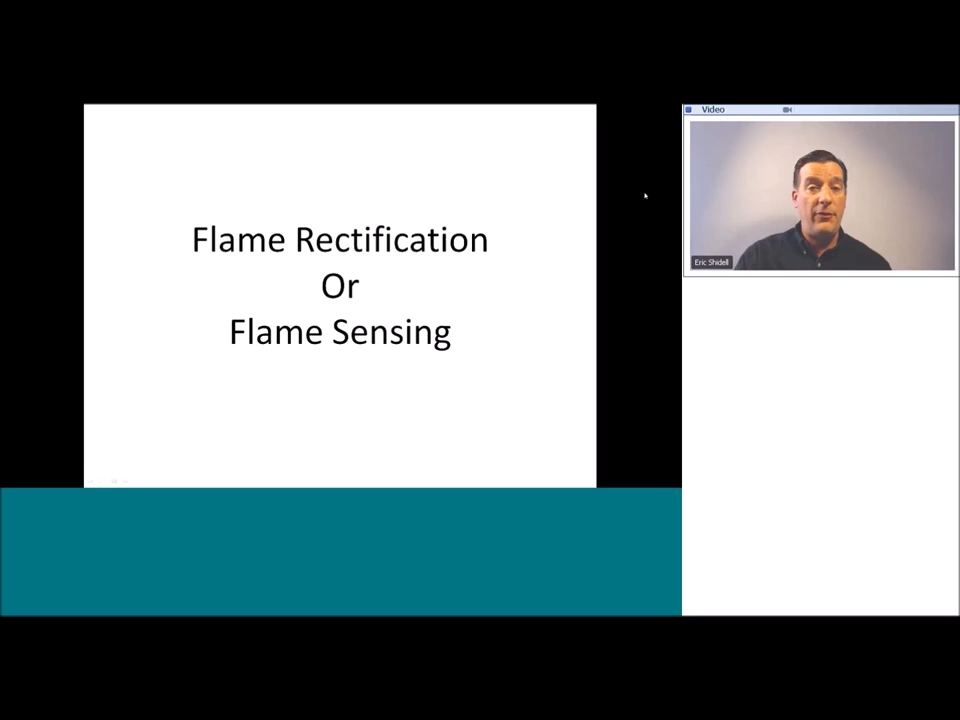 Flame Rectification
Or
Flame Sensing
Video
Eric Shidell